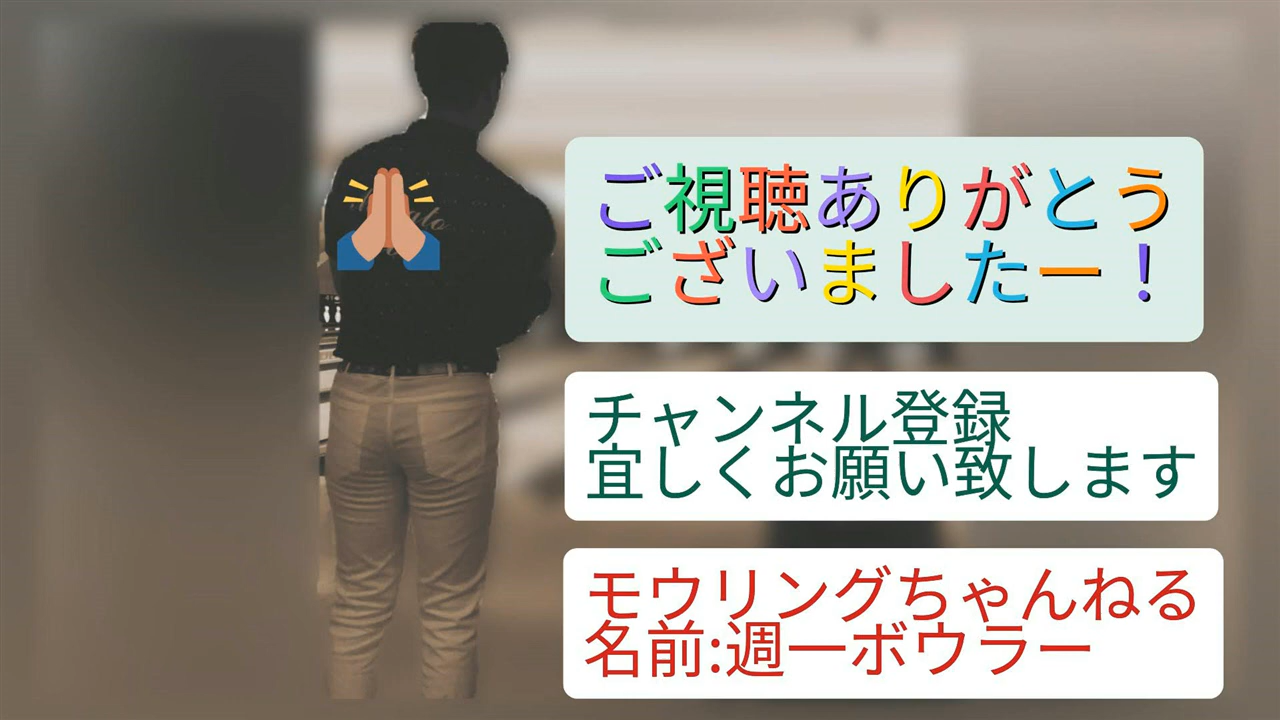 ご視聴ありがとう
ございましたー！
チャンネル登録
宜しくお願い致します
モウリングちゃんねる
名前:週一ボウラー